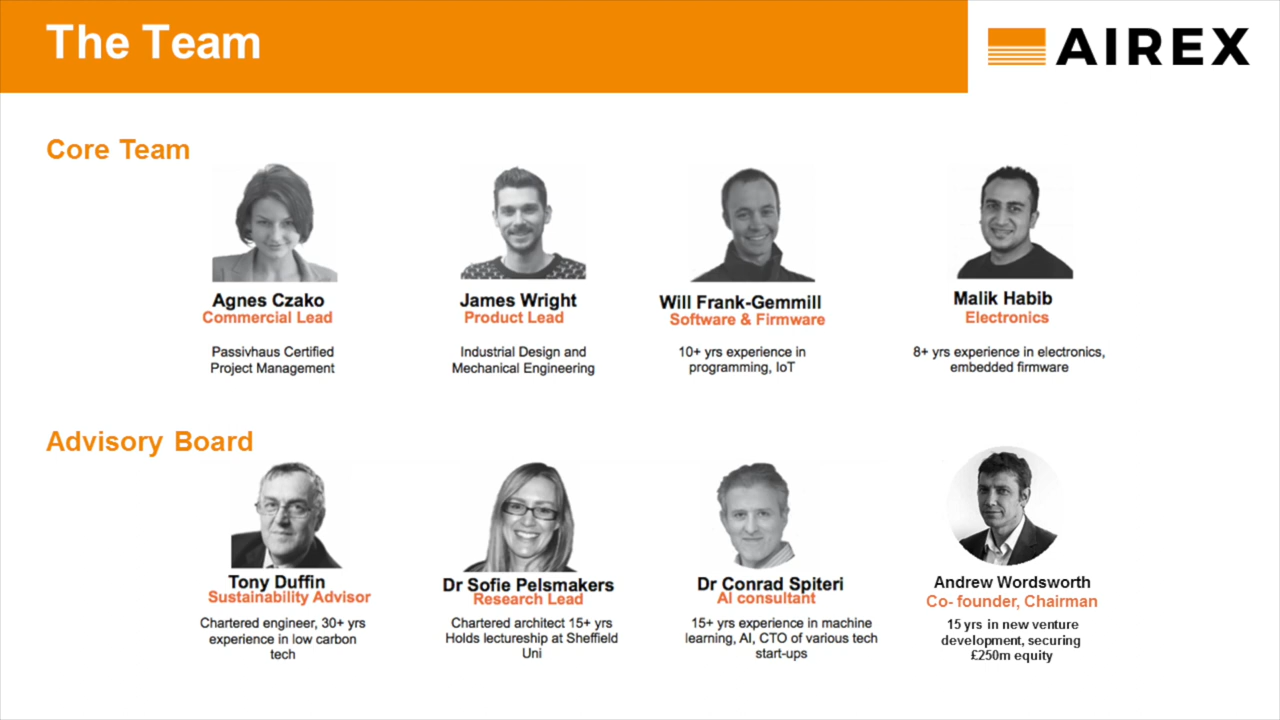 The Team
AIREX
Core Team
Agnes Czako
Commercial Lead
Passivhaus Certified
Project Management
James Wright
Product Lead
Industrial Design and
Mechanical Engineering
Will Frank-Gemmill
Software & Firmware
10+ yrs experience in
programming, IoT
Malik Habib
Electronics
8+ yrs experience in electronics,
embedded firmware
Advisory Board
Tony Duffin
Sustainability Advisor
Chartered engineer, 30+ yrs
experience in low carbon
tech
Dr Sofie Pelsmakers
Research Lead
Chartered architect 15+ yrs
Holds lectureship at Sheffield
Uni
Dr Conrad Spiteri
AI consultant
15+ yrs experience in machine
learning, AI, CTO of various tech
start-ups
Andrew Wordsworth
Co- founder, Chairman
15 yrs in new venture
development, securing
£250m equity